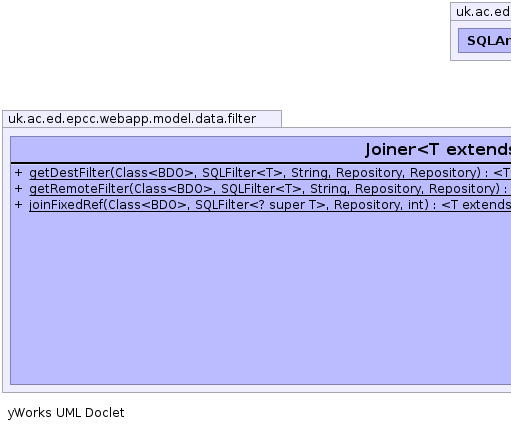 uk.ac.ed
SQLAn
uk.ac.ed.epcc.webapp.model.data.filter
Joiner<T extends
+ getDestFilter(Class<BDO>, SQLFilter<T>, String, Repository, Repository) : <T
+ getRemoteFilter(Class<BDO>, SQLFilter<T>, String, Repository, Repository) :
+ joinFixedRef(Class<BDO>, SQLFilter<? super T>, Repository, int) : <T extends
yWorks UML Doclet